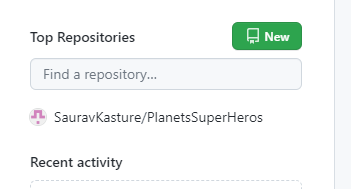 Top Repositories
New
Find a repository...
SauravKasture/PlanetsSuperHeros
Recent activity